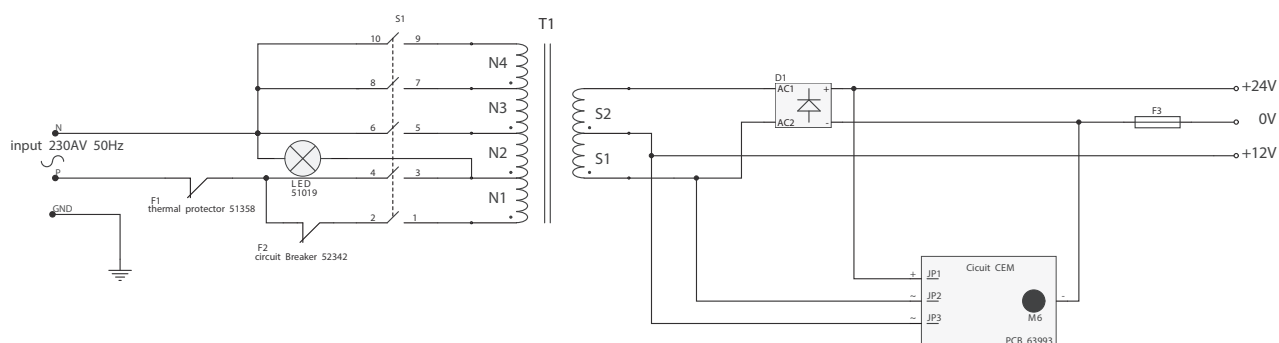 S1
T1
10 9
N4
8 7
N3
6 5
N2
4 3
N1
2 1
N
input 230AV 50Hz
P
GND
F1
thermal protector 51358
LED
51019
F2
circuit Breaker 52342
S2
S1
D1
AC1 +
AC2 -
+24V
F3
0V
+12V
Cicuit CEM
+ JP1
~ JP2
~ JP3
-
M6
PCB 63993